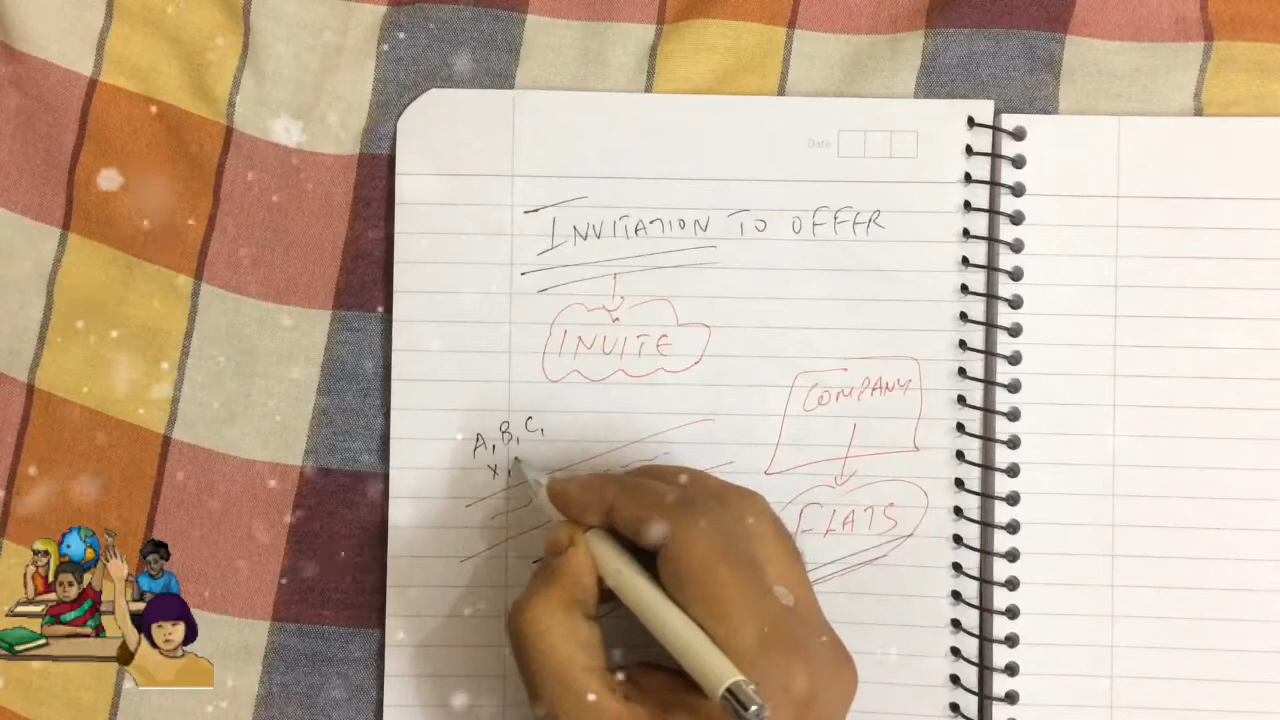 Date
INVITATION TO OFFER
INVITE
COMPANY
A, B, C,
X,
FLATS